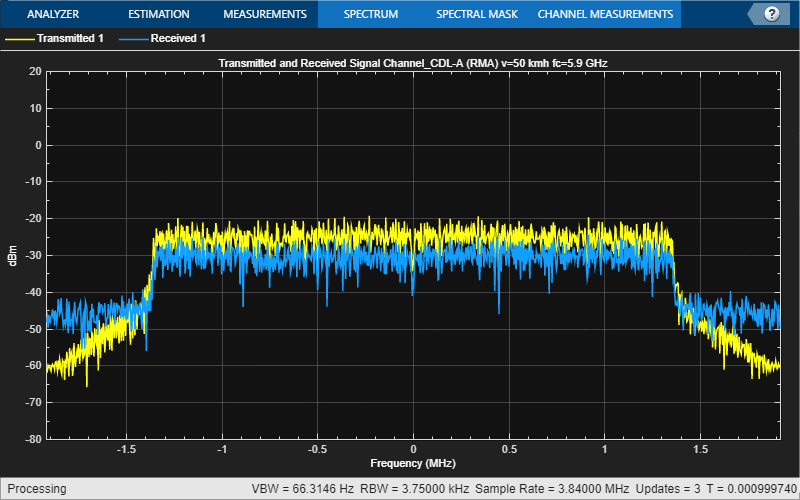 ANALYZER ESTIMATION MEASUREMENTS SPECTRUM SPECTRAL MASK CHANNEL MEASUREMENTS ?
Transmitted 1 Received 1
Transmitted and Received Signal Channel_CDL-A (RMA) v=50 kmh fc=5.9 GHz
20
10
0
-10
-20
-30
-40
-50
-60
-70
-80
dBm
-1.5 -1 -0.5 0 0.5 1 1.5
Frequency (MHz)
Processing VBW = 66.3146 Hz RBW = 3.75000 kHz Sample Rate = 3.84000 MHz Updates = 3 T = 0.000999740